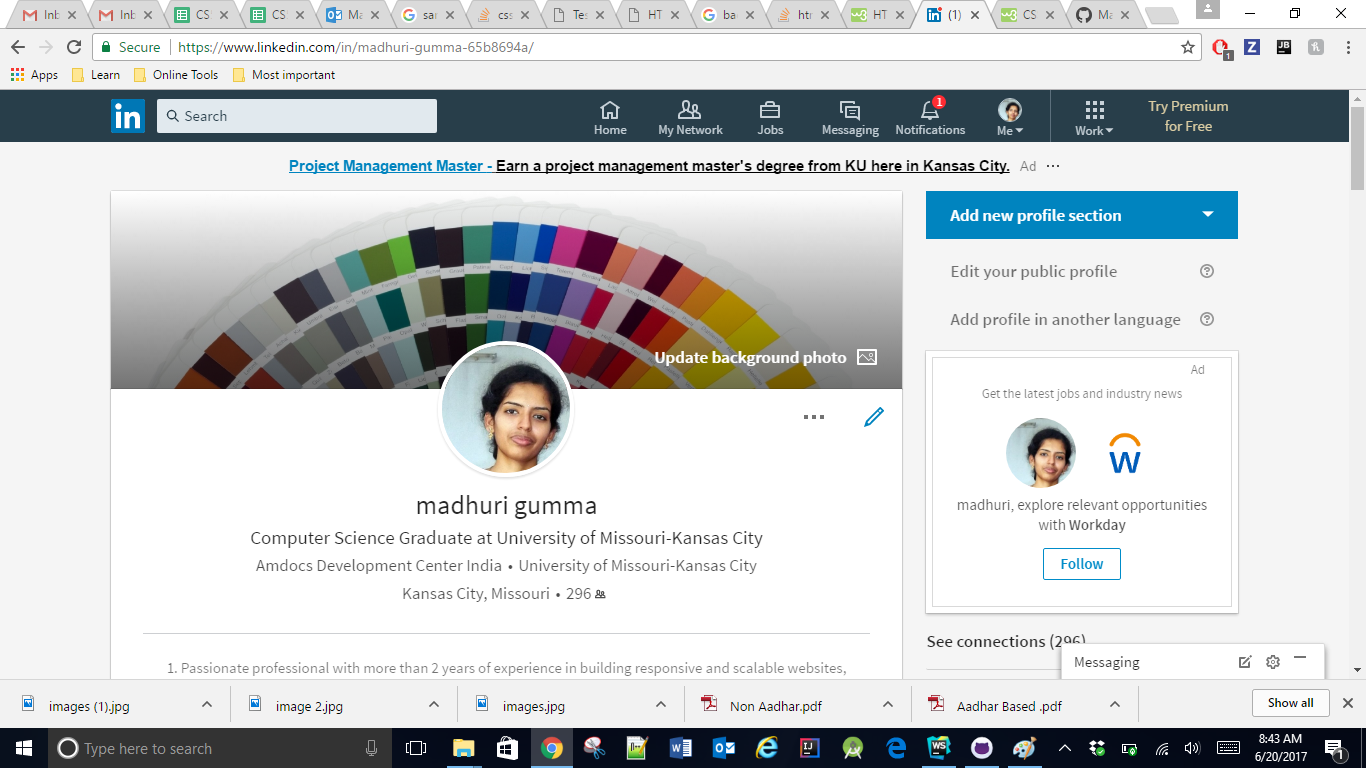 Inb
Inb
CS
CS
Ma
sar
css
Tes
HT
ba
htr
HT
(1)
CS
Ma
Secure
https://www.linkedin.com/in/madhuri-gumma-65b8694a/
1
Z
JB
Apps
Learn
Online Tools
Most important
in
Search
Home
My Network
Jobs
Messaging
1
Notifications
Me
Work
Try Premium
for Free
Project Management Master - Earn a project management master's degree from KU here in Kansas City.
Ad
Add new profile section
Edit your public profile
Add profile in another language
Update background photo
Ad
Get the latest jobs and industry news
W
madhuri, explore relevant opportunities
with Workday
Follow
madhuri gumma
Computer Science Graduate at University of Missouri-Kansas City
Amdocs Development Center India • University of Missouri-Kansas City
Kansas City, Missouri • 296
See connections (296)
1. Passionate professional with more than 2 years of experience in building responsive and scalable websites,
Messaging
images (1).jpg
image 2.jpg
images.jpg
Non Aadhar.pdf
Aadhar Based .pdf
Show all
Type here to search
WS
IJ
8:43 AM
6/20/2017
1